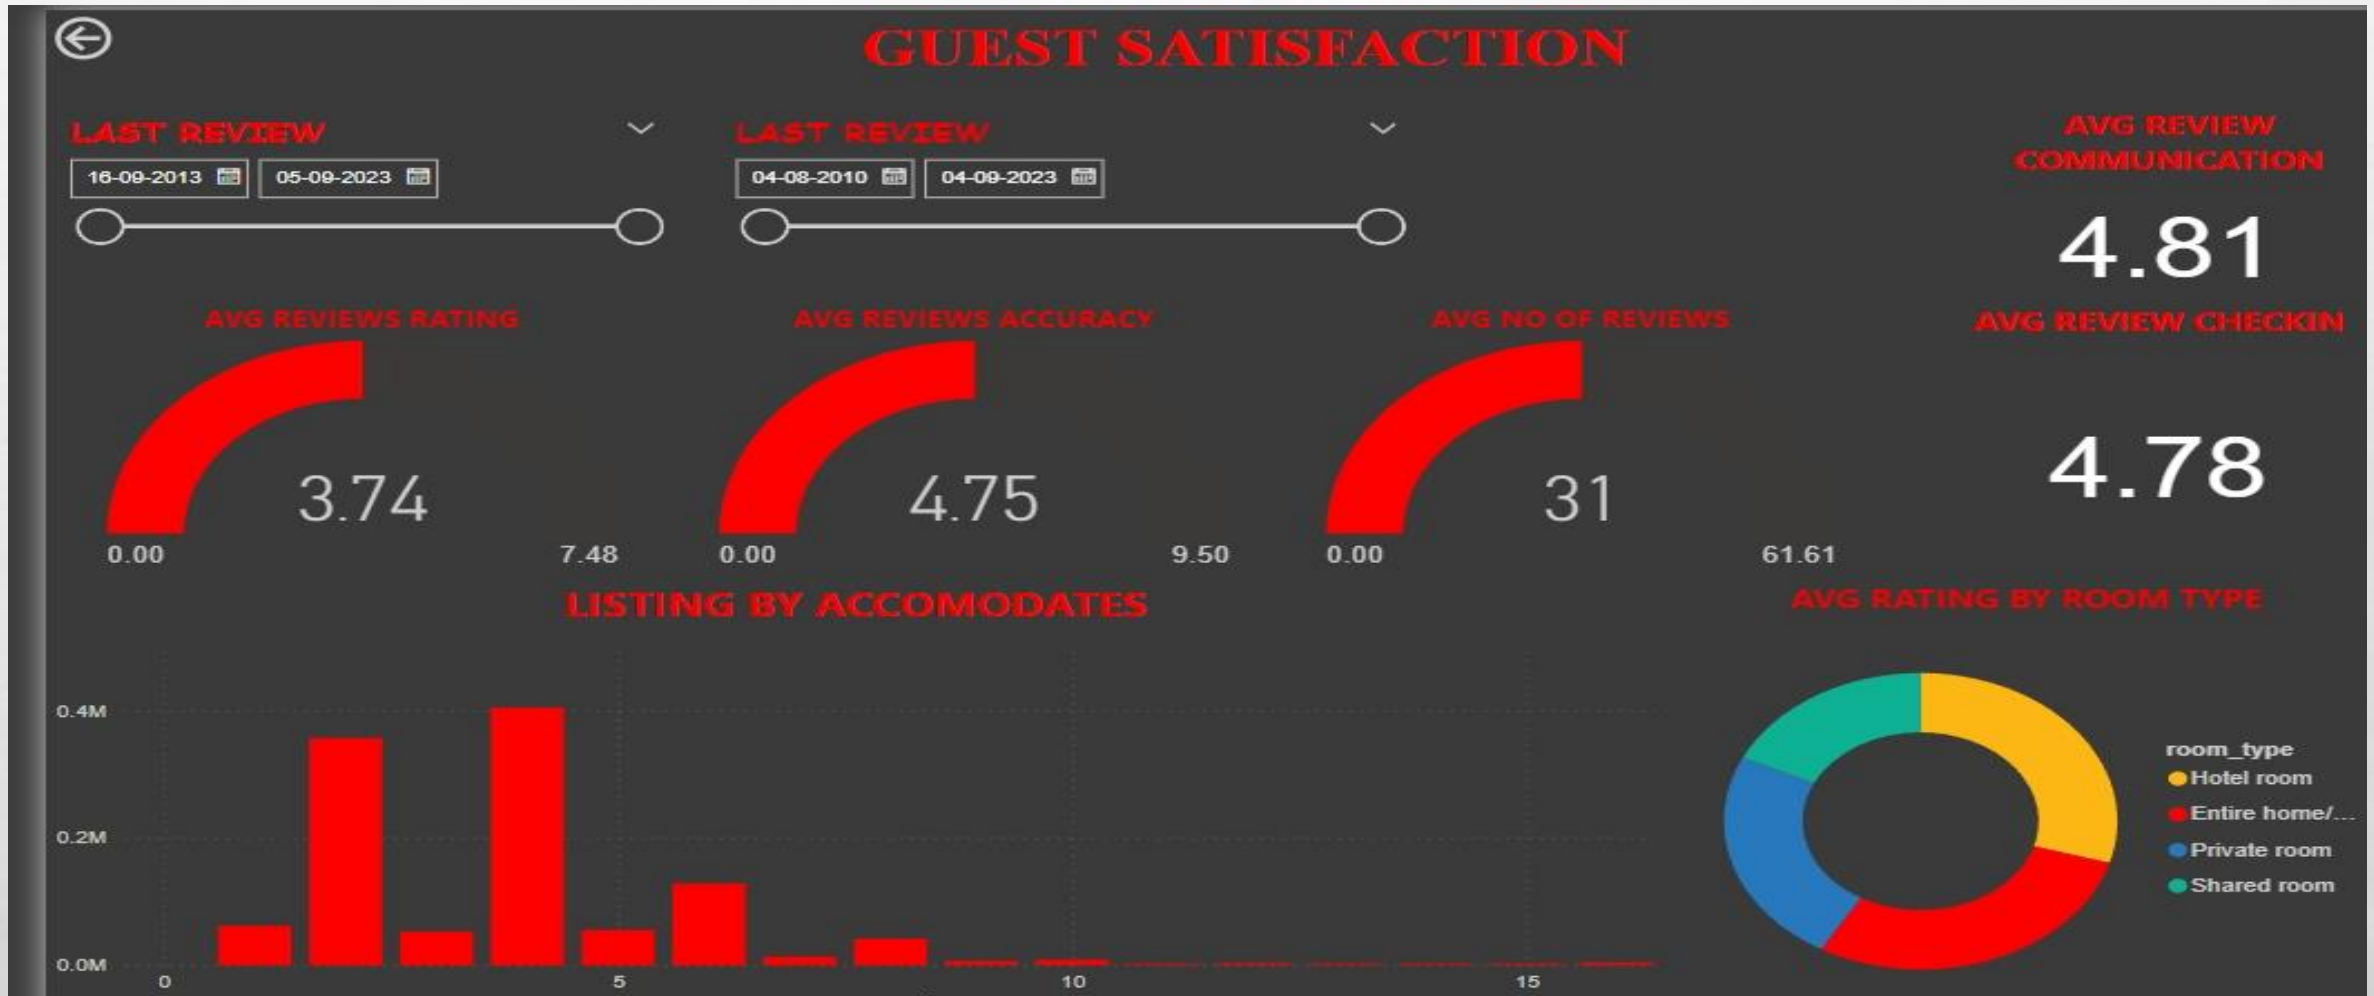 GUEST SATISFACTION
LAST REVIEW
16-09-2013 05-09-2023
LAST REVIEW
04-08-2010 04-09-2023
AVG REVIEW
COMMUNICATION
4.81
AVG REVIEWS RATING
3.74
0.00 7.48
AVG REVIEWS ACCURACY
4.75
0.00 9.50
AVG NO OF REVIEWS
31
0.00 61.61
AVG REVIEW CHECKIN
4.78
LISTING BY ACCOMODATES
0.4M
0.2M
0.0M
0 5 10 15
AVG RATING BY ROOM TYPE
room_type
Hotel room
Entire home/...
Private room
Shared room